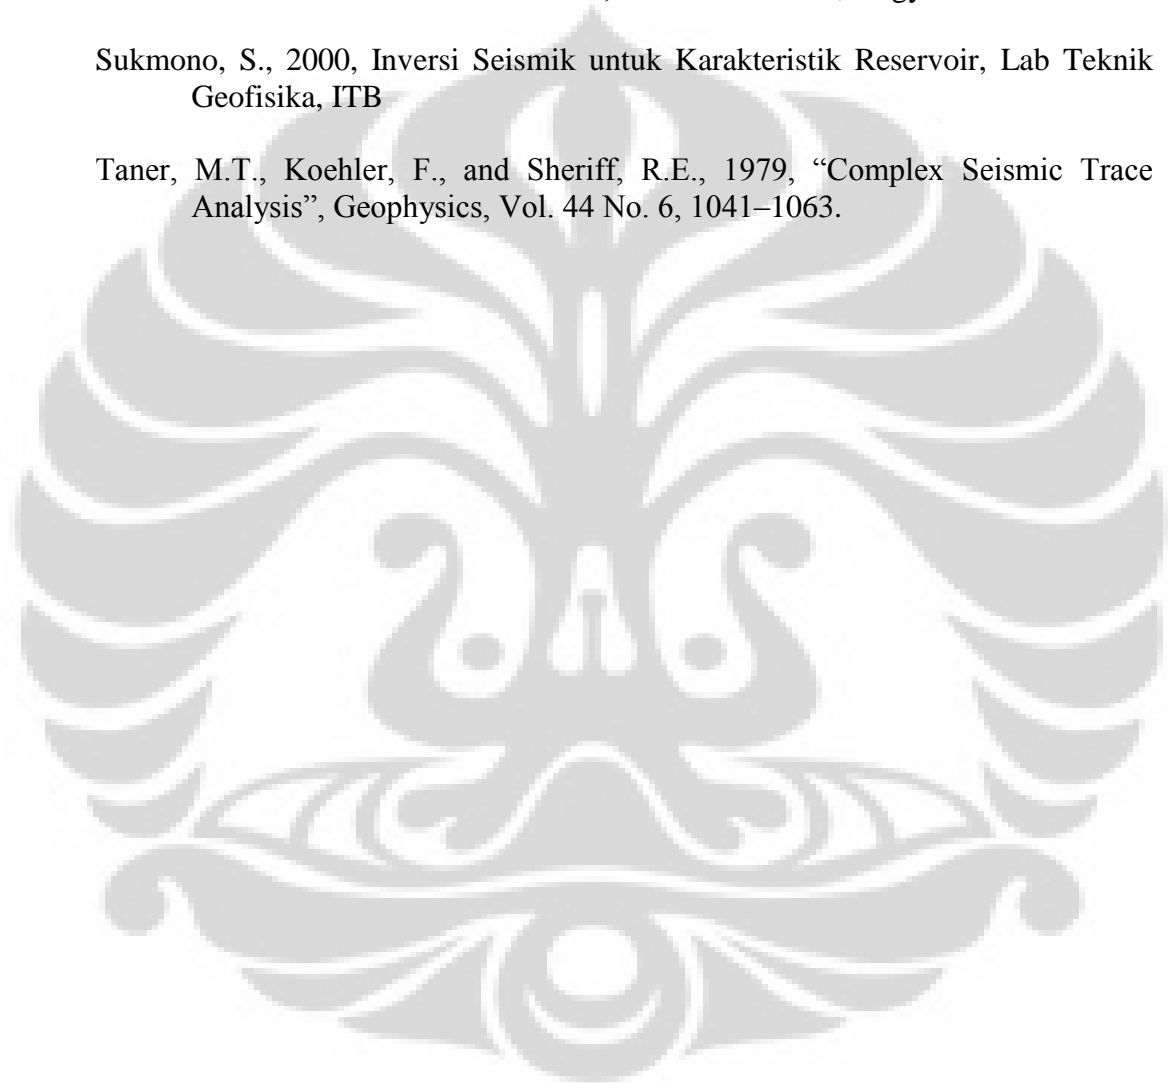 Sukmono, S., 2000, Inversi Seismik untuk Karakteristik Reservoir, Lab Teknik
Geofisika, ITB
Taner, M.T., Koehler, F., and Sheriff, R.E., 1979, “Complex Seismic Trace
Analysis”, Geophysics, Vol. 44 No. 6, 1041–1063.